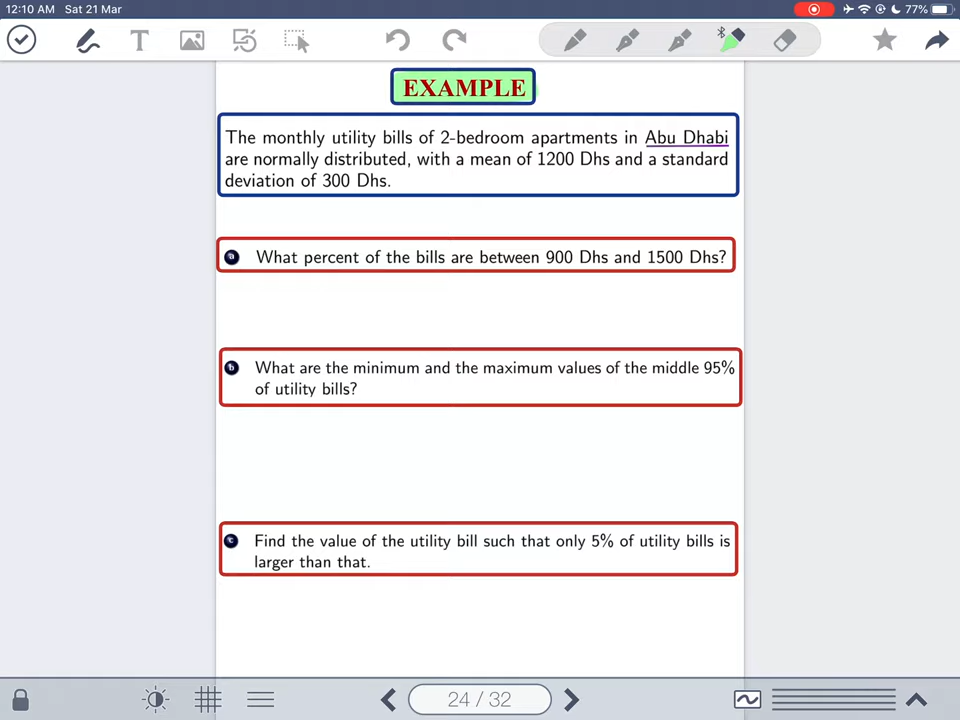 12:10 AM Sat 21 Mar
77%
T
EXAMPLE
The monthly utility bills of 2-bedroom apartments in Abu Dhabi
are normally distributed, with a mean of 1200 Dhs and a standard
deviation of 300 Dhs.
a What percent of the bills are between 900 Dhs and 1500 Dhs?
b What are the minimum and the maximum values of the middle 95%
of utility bills?
c Find the value of the utility bill such that only 5% of utility bills is
larger than that.
24 / 32